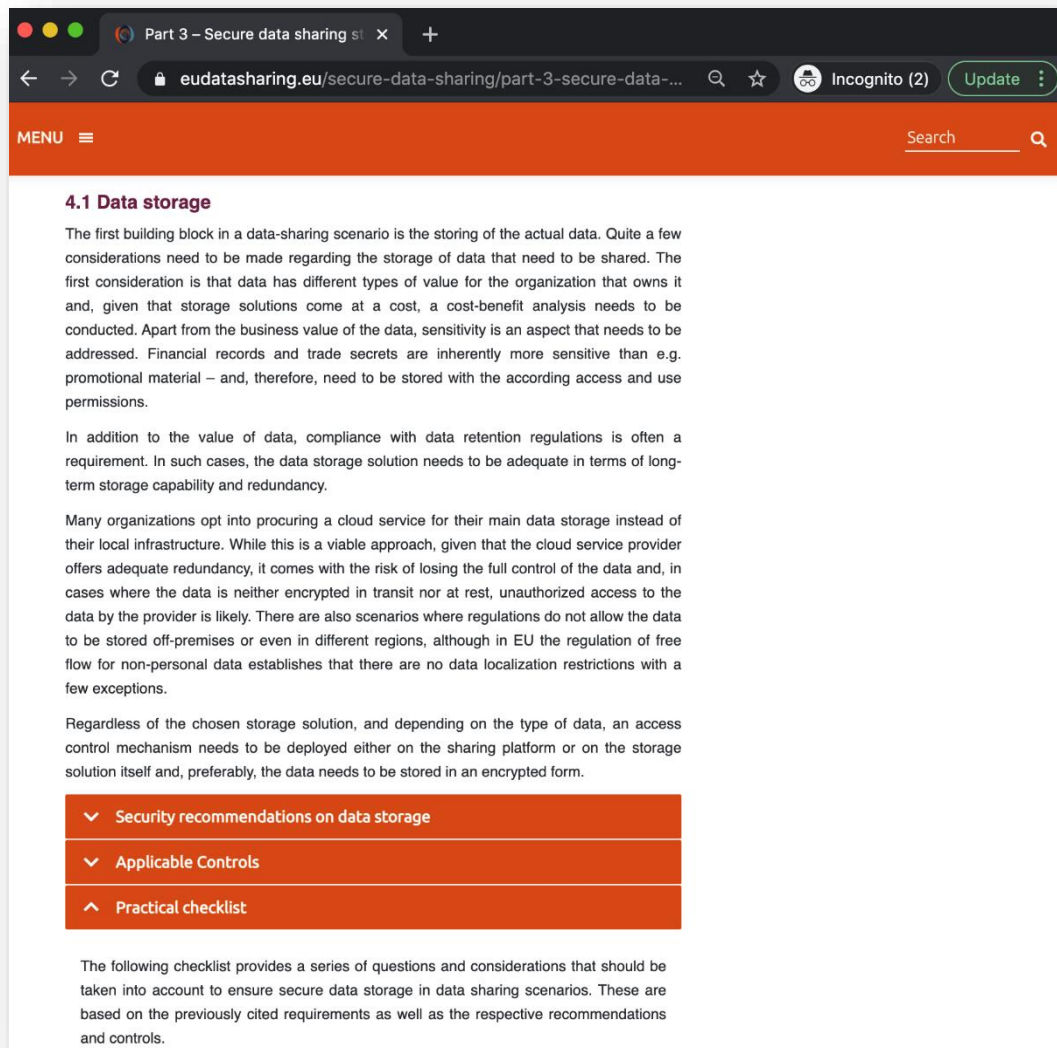 Part 3 – Secure data sharing st
eudatasharing.eu/secure-data-sharing/part-3-secure-data-... Incognito (2) Update
MENU Search
4.1 Data storage
The first building block in a data-sharing scenario is the storing of the actual data. Quite a few
considerations need to be made regarding the storage of data that need to be shared. The
first consideration is that data has different types of value for the organization that owns it
and, given that storage solutions come at a cost, a cost-benefit analysis needs to be
conducted. Apart from the business value of the data, sensitivity is an aspect that needs to be
addressed. Financial records and trade secrets are inherently more sensitive than e.g.
promotional material – and, therefore, need to be stored with the according access and use
permissions.
In addition to the value of data, compliance with data retention regulations is often a
requirement. In such cases, the data storage solution needs to be adequate in terms of long-
term storage capability and redundancy.
Many organizations opt into procuring a cloud service for their main data storage instead of
their local infrastructure. While this is a viable approach, given that the cloud service provider
offers adequate redundancy, it comes with the risk of losing the full control of the data and, in
cases where the data is neither encrypted in transit nor at rest, unauthorized access to the
data by the provider is likely. There are also scenarios where regulations do not allow the data
to be stored off-premises or even in different regions, although in EU the regulation of free
flow for non-personal data establishes that there are no data localization restrictions with a
few exceptions.
Regardless of the chosen storage solution, and depending on the type of data, an access
control mechanism needs to be deployed either on the sharing platform or on the storage
solution itself and, preferably, the data needs to be stored in an encrypted form.
Security recommendations on data storage
Applicable Controls
Practical checklist
The following checklist provides a series of questions and considerations that should be
taken into account to ensure secure data storage in data sharing scenarios. These are
based on the previously cited requirements as well as the respective recommendations
and controls.